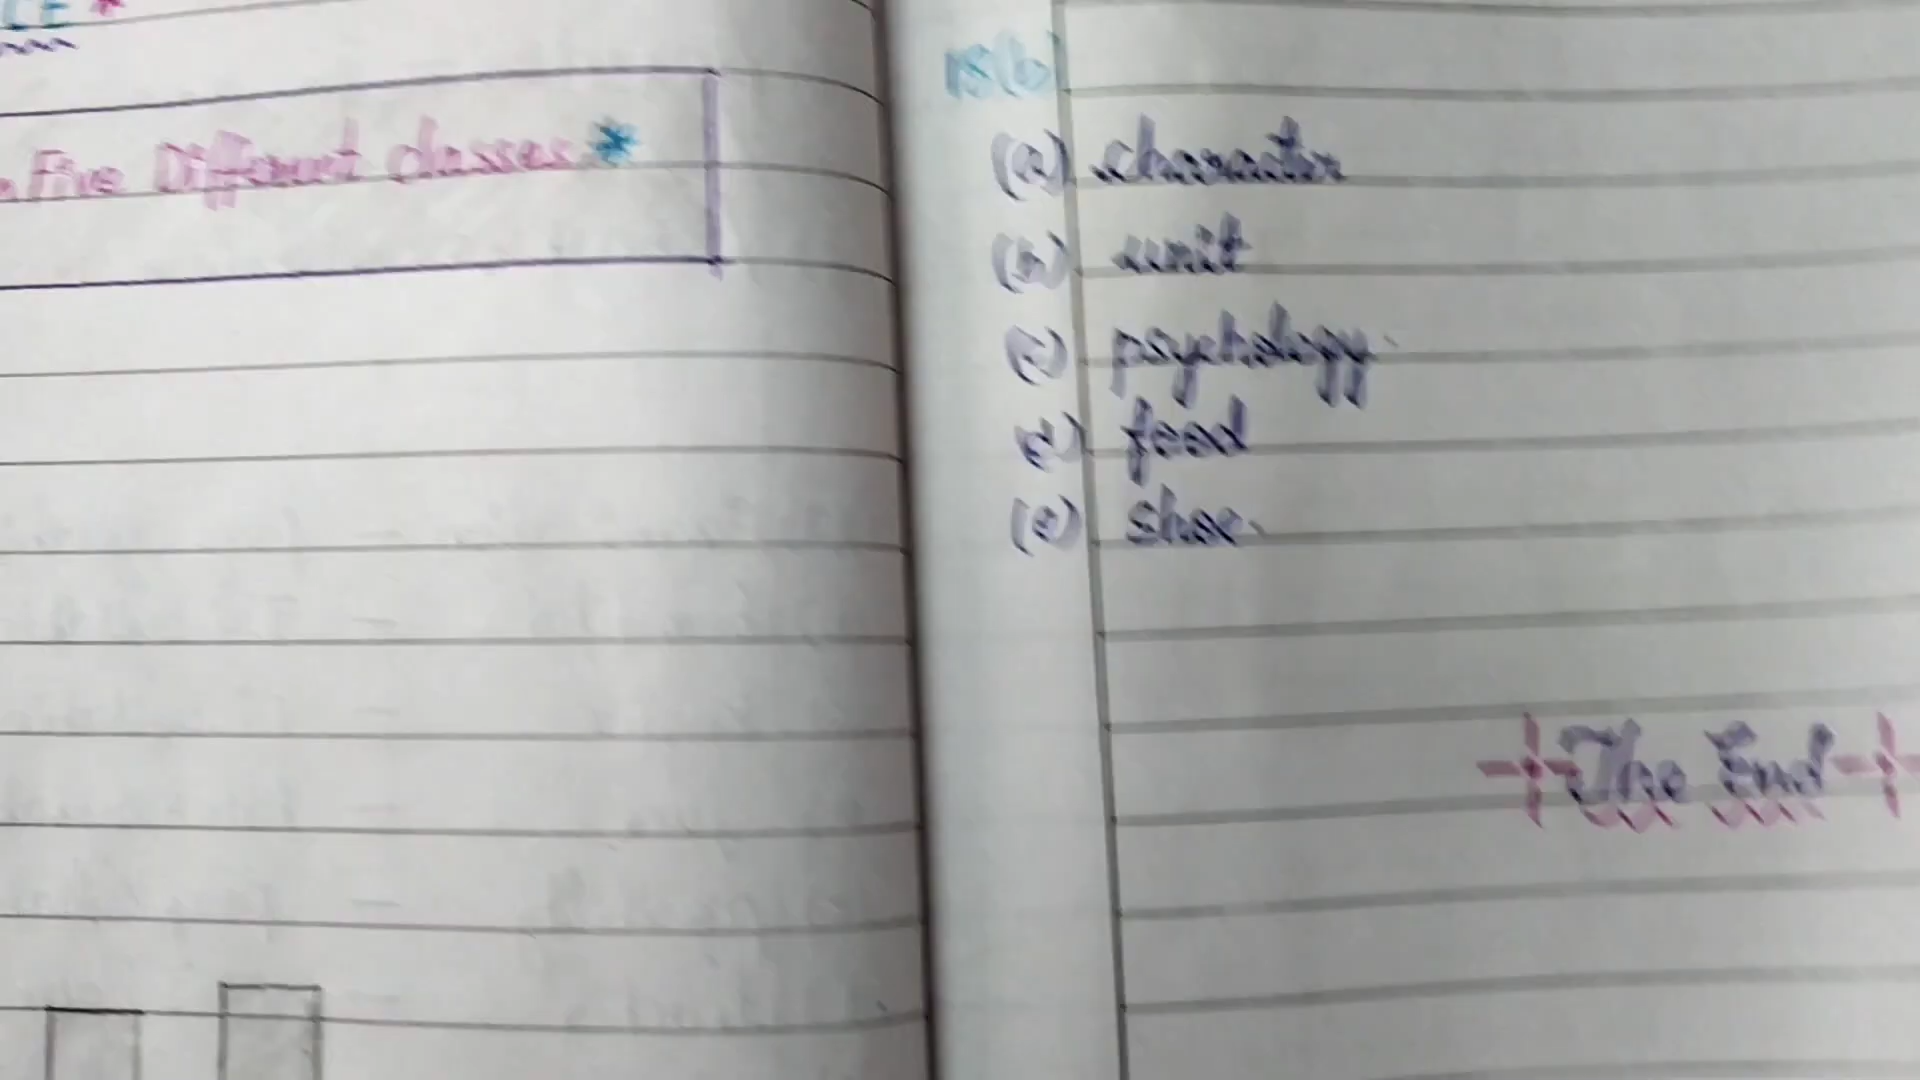 Five Different classes *
15(b)
(a) character
(b) unit
(c) psychology.
(d) food
(e) shoe.
The End